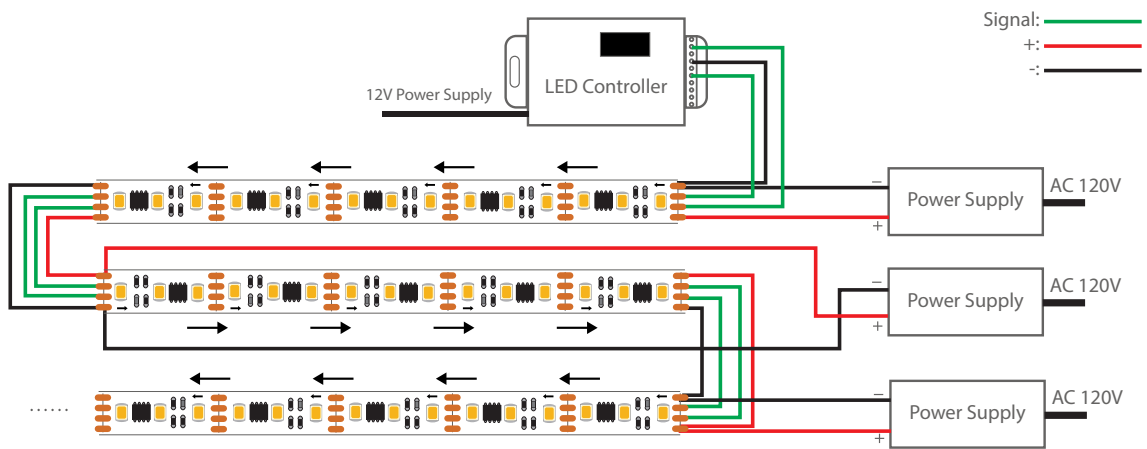 Signal:
+:
-:
LED Controller
12V Power Supply
− Power Supply AC 120V
+
− Power Supply AC 120V
+
......
− Power Supply AC 120V
+